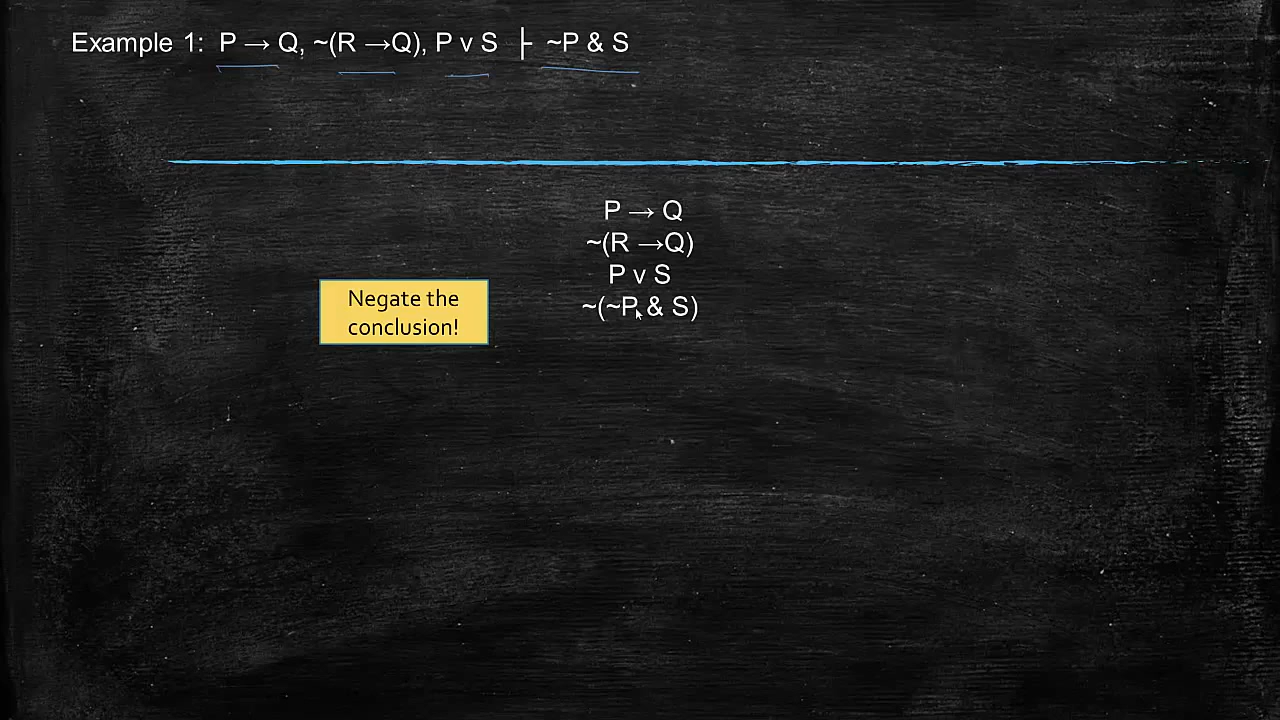 Example 1: P → Q, ~(R →Q), P v S ├ ~P & S
P → Q
~(R →Q)
P v S
~(~P & S)
Negate the
conclusion!